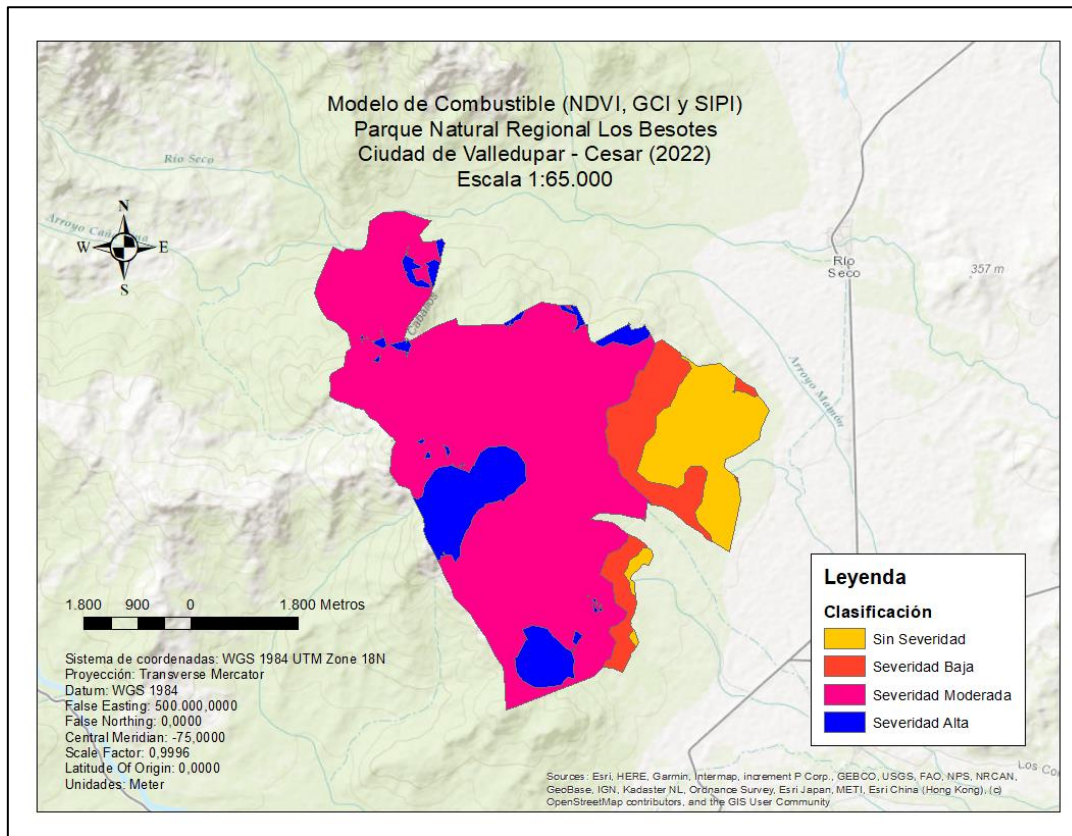 Modelo de Combustible (NDVI, GCI y SIPI)
Parque Natural Regional Los Besotes
Ciudad de Valledupar - Cesar (2022)
Escala 1:65.000
Río Seco
Arroyo
N
W
E
S
Río
Seco
357 m
Caballos
Arroyo Mamón
1.800
900
0
1.800 Metros
Sistema de coordenadas: WGS 1984 UTM Zone 18N
Proyección: Transverse Mercator
Datum: WGS 1984
False Easting: 500.000,0000
False Northing: 0,0000
Central Meridian: -75,0000
Scale Factor: 0,9996
Latitude Of Origin: 0,0000
Unidades: Meter
Leyenda
Clasificación
Sin Severidad
Severidad Baja
Severidad Moderada
Severidad Alta
Los Co
Sources: Esri, HERE, Garmin, Intermap, increment P Corp., GEBCO, USGS, FAO, NPS, NRCAN,
GeoBase, IGN, Kadaster NL, Ordnance Survey, Esri Japan, METI, Esri China (Hong Kong), (c)
OpenStreetMap contributors, and the GIS User Community